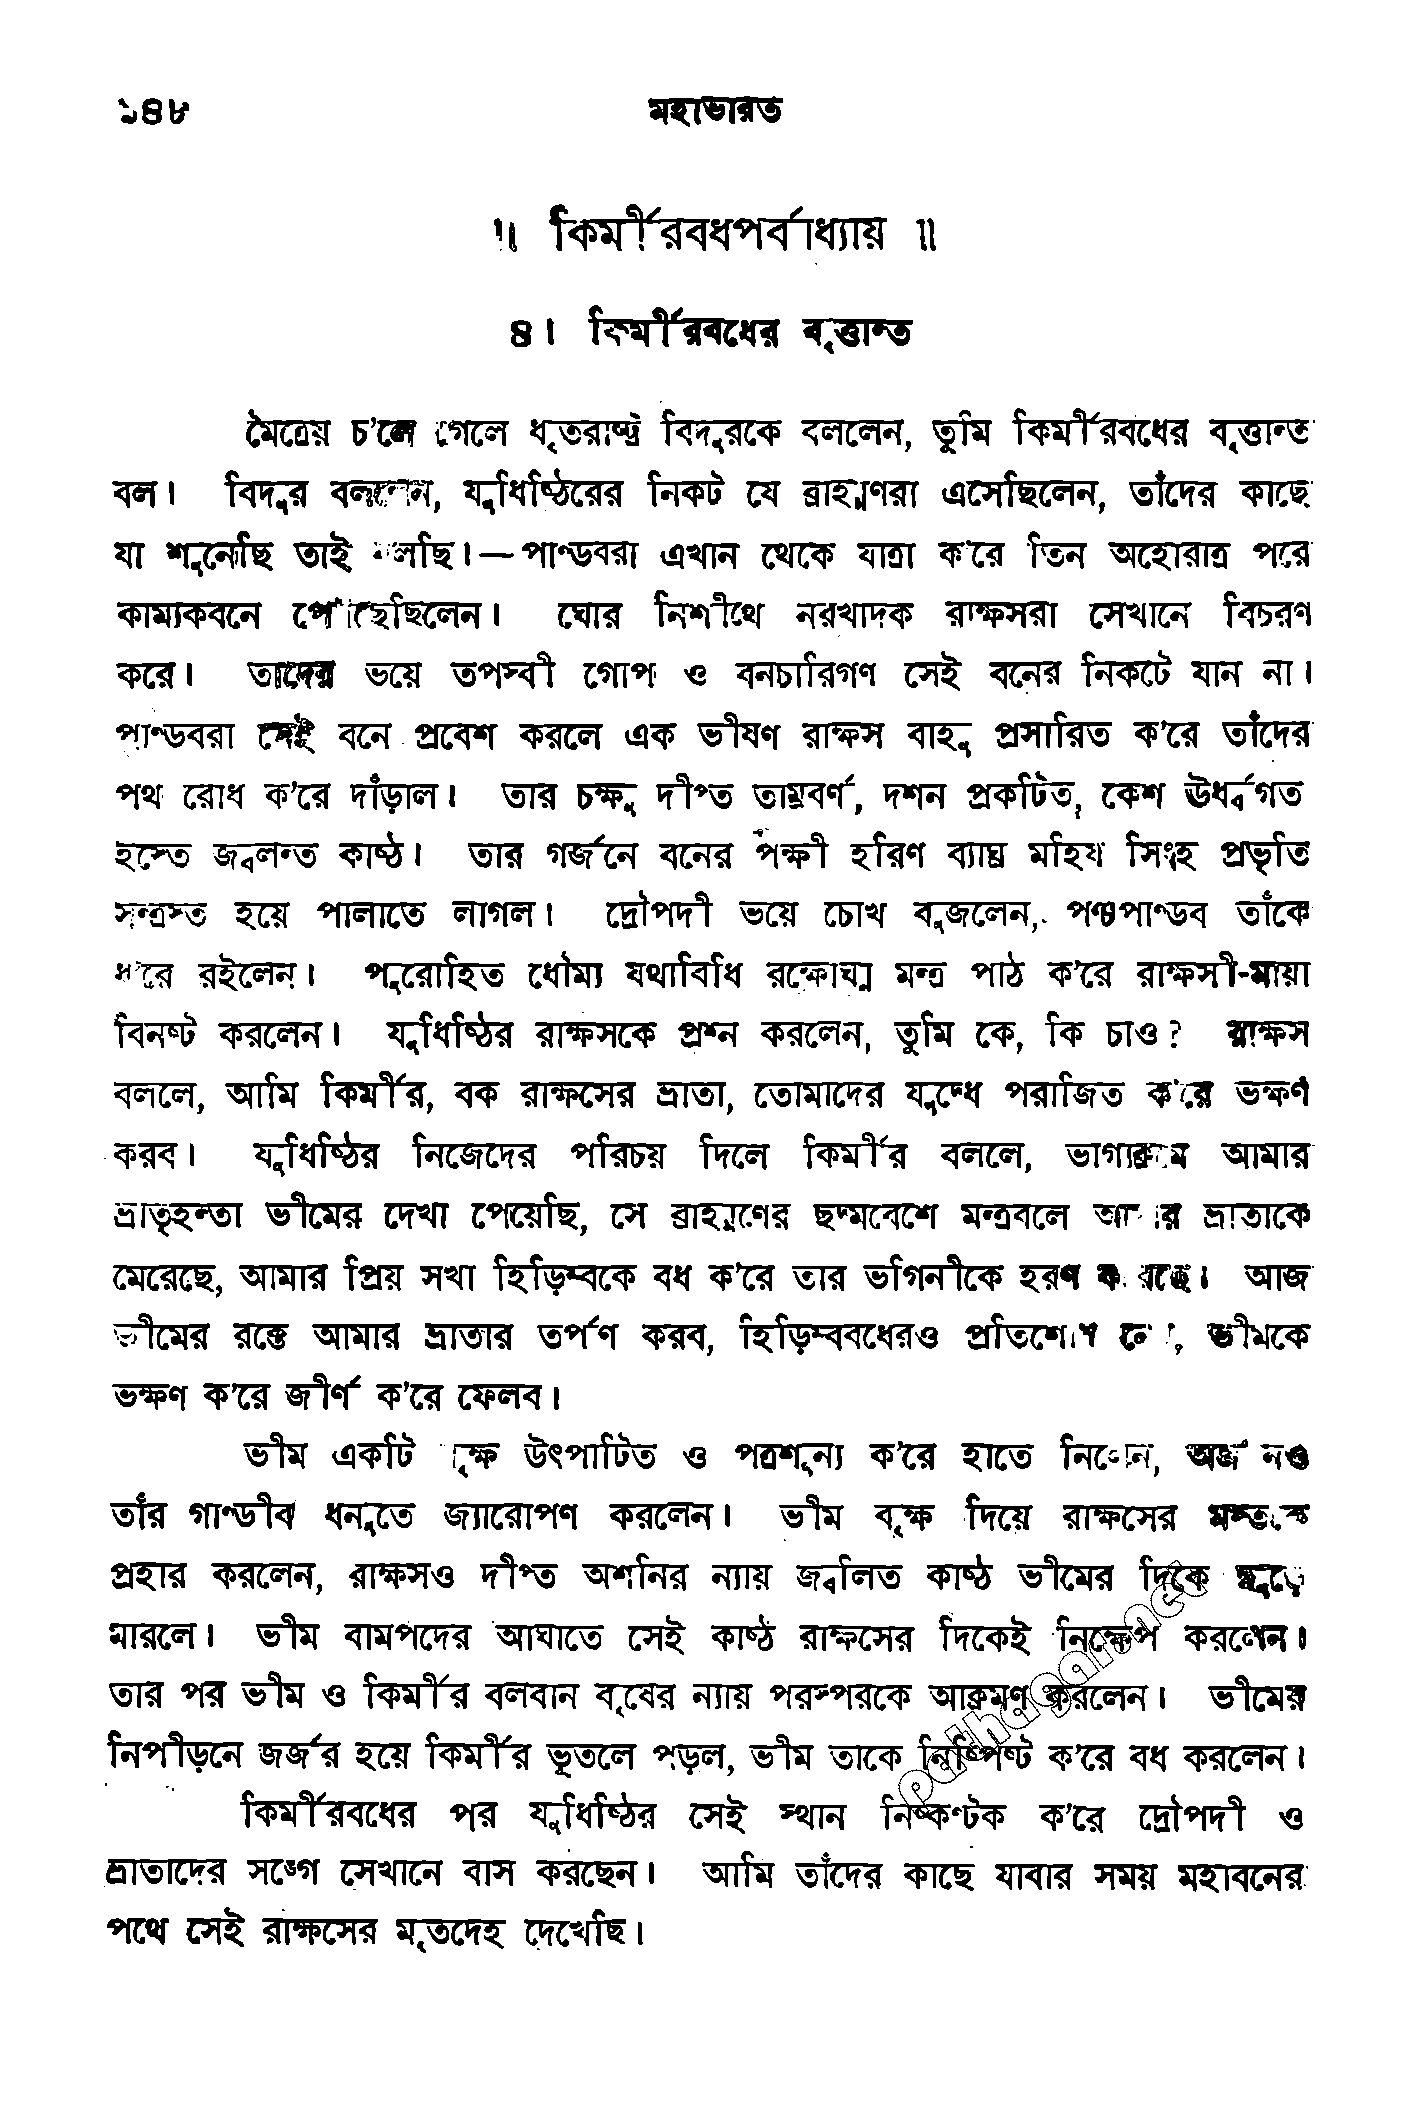 ১৪৮ মহাভারত
॥ কির্মীরবধপর্বাধ্যায় ॥
৪। কির্মীরবধের বৃত্তান্ত
মৈত্রেয় চ'লে গেলে ধৃতরাষ্ট্র বিদুরকে বললেন, তুমি কির্মীরবধের বৃত্তান্ত
বল। বিদুর বললেন, যুধিষ্ঠিরের নিকট যে ব্রাহ্মণরা এসেছিলেন, তাঁদের কাছে
যা শুনেছি তাই বলছি।—পাণ্ডবরা এখান থেকে যাত্রা ক'রে তিন অহোরাত্র পরে
কাম্যকবনে পৌঁছেছিলেন। ঘোর নিশীথে নরখাদক রাক্ষসরা সেখানে বিচরণ
করে। তাদের ভয়ে তপস্বী গোপ ও বনচারিগণ সেই বনের নিকটে যান না।
পাণ্ডবরা সেই বনে প্রবেশ করলে এক ভীষণ রাক্ষস বাহু প্রসারিত ক'রে তাঁদের
পথ রোধ ক'রে দাঁড়াল। তার চক্ষু দীপ্ত তাম্রবর্ণ, দশন প্রকটিত, কেশ ঊর্ধ্বগত
হস্তে জ্বলন্ত কাষ্ঠ। তার গর্জনে বনের পক্ষী হরিণ ব্যাঘ্র মহিষ সিংহ প্রভৃতি
সন্ত্রস্ত হয়ে পালাতে লাগল। দ্রৌপদী ভয়ে চোখ বুজলেন, পঞ্চপাণ্ডব তাঁকে
ধ'রে রইলেন। পুরোহিত ধৌম্য যথাবিধি রক্ষোঘ্ন মন্ত্র পাঠ ক'রে রাক্ষসী-মায়া
বিনষ্ট করলেন। যুধিষ্ঠির রাক্ষসকে প্রশ্ন করলেন, তুমি কে, কি চাও? রাক্ষস
বললে, আমি কির্মীর, বক রাক্ষসের ভ্রাতা, তোমাদের যুদ্ধে পরাজিত ক'রে ভক্ষণ
করব। যুধিষ্ঠির নিজেদের পরিচয় দিলে কির্মীর বললে, ভাগ্যক্রমে আমার
ভ্রাতৃহন্তা ভীমের দেখা পেয়েছি, সে ব্রাহ্মণের ছদ্মবেশে মন্ত্রবলে আমার ভ্রাতাকে
মেরেছে, আমার প্রিয় সখা হিড়িম্বকে বধ ক'রে তার ভগিনীকে হরণ করেছে। আজ
ভীমের রক্তে আমার ভ্রাতার তর্পণ করব, হিড়িম্ববধেরও প্রতিশোধ নেব, ভীমকে
ভক্ষণ ক'রে জীর্ণ ক'রে ফেলব।
ভীম একটি বৃক্ষ উৎপাটিত ও পত্রশূন্য ক'রে হাতে নিলেন, অর্জুনও
তাঁর গাণ্ডীব ধনুতে জ্যারোপণ করলেন। ভীম বৃক্ষ দিয়ে রাক্ষসের মস্তকে
প্রহার করলেন, রাক্ষসও দীপ্ত অশনির ন্যায় জ্বলিত কাষ্ঠ ভীমের দিকে ছুড়ে
মারলে। ভীম বামপদের আঘাতে সেই কাষ্ঠ রাক্ষসের দিকেই নিক্ষেপ করলেন।
তার পর ভীম ও কির্মীর বলবান বৃষের ন্যায় পরস্পরকে আক্রমণ করলেন। ভীমের
নিপীড়নে জর্জর হয়ে কির্মীর ভূতলে পড়ল, ভীম তাকে নিষ্পিষ্ট ক'রে বধ করলেন।
কির্মীরবধের পর যুধিষ্ঠির সেই স্থান নিষ্কণ্টক ক'রে দ্রৌপদী ও
ভ্রাতাদের সঙ্গে সেখানে বাস করছেন। আমি তাঁদের কাছে যাবার সময় মহাবনের
পথে সেই রাক্ষসের মৃতদেহ দেখেছি।
pathagar.net